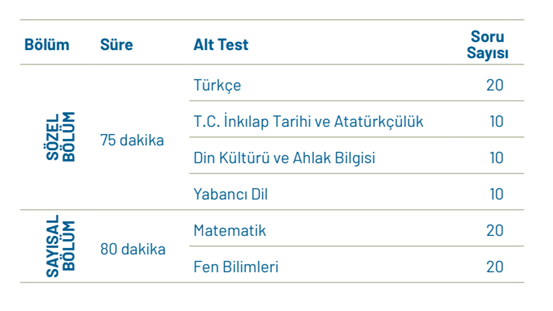 Bölüm Süre Alt Test Soru Sayısı
SÖZEL BÖLÜM
75 dakika
Türkçe 20
T.C. İnkılap Tarihi ve Atatürkçülük 10
Din Kültürü ve Ahlak Bilgisi 10
Yabancı Dil 10
SAYISAL BÖLÜM
80 dakika
Matematik 20
Fen Bilimleri 20